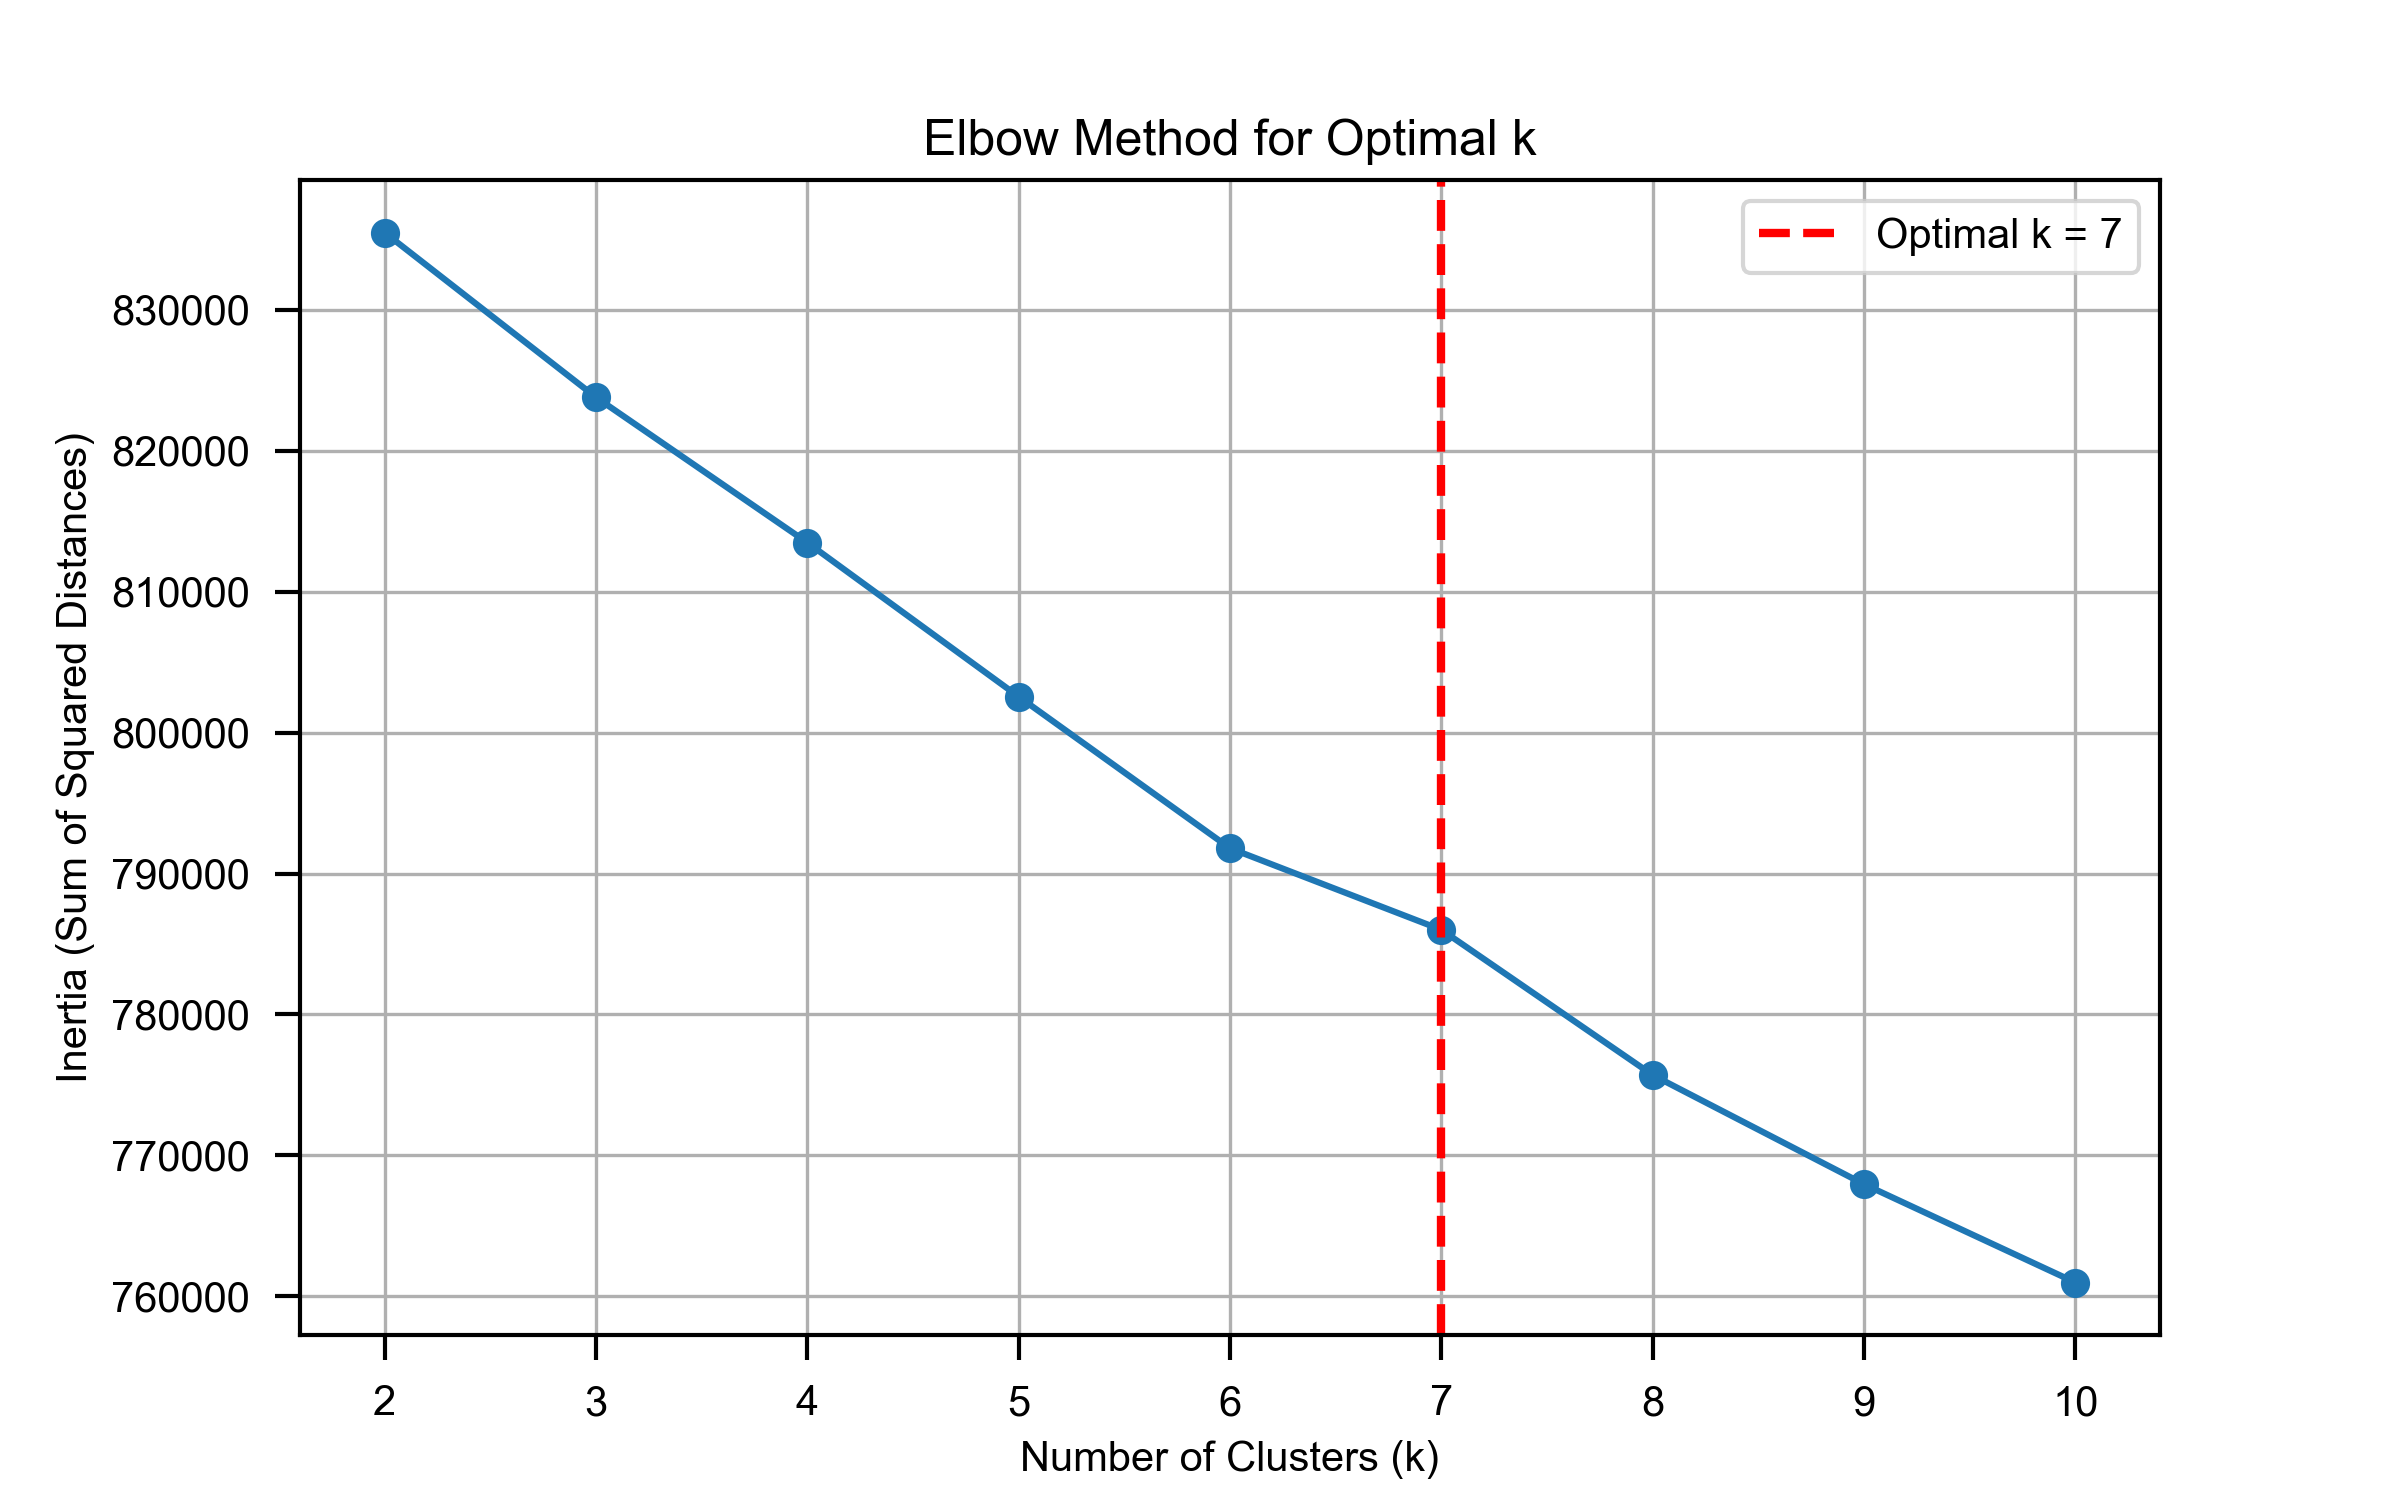 Elbow Method for Optimal k
Optimal k = 7
Inertia (Sum of Squared Distances)
830000
820000
810000
800000
790000
780000
770000
760000
2 3 4 5 6 7 8 9 10
Number of Clusters (k)